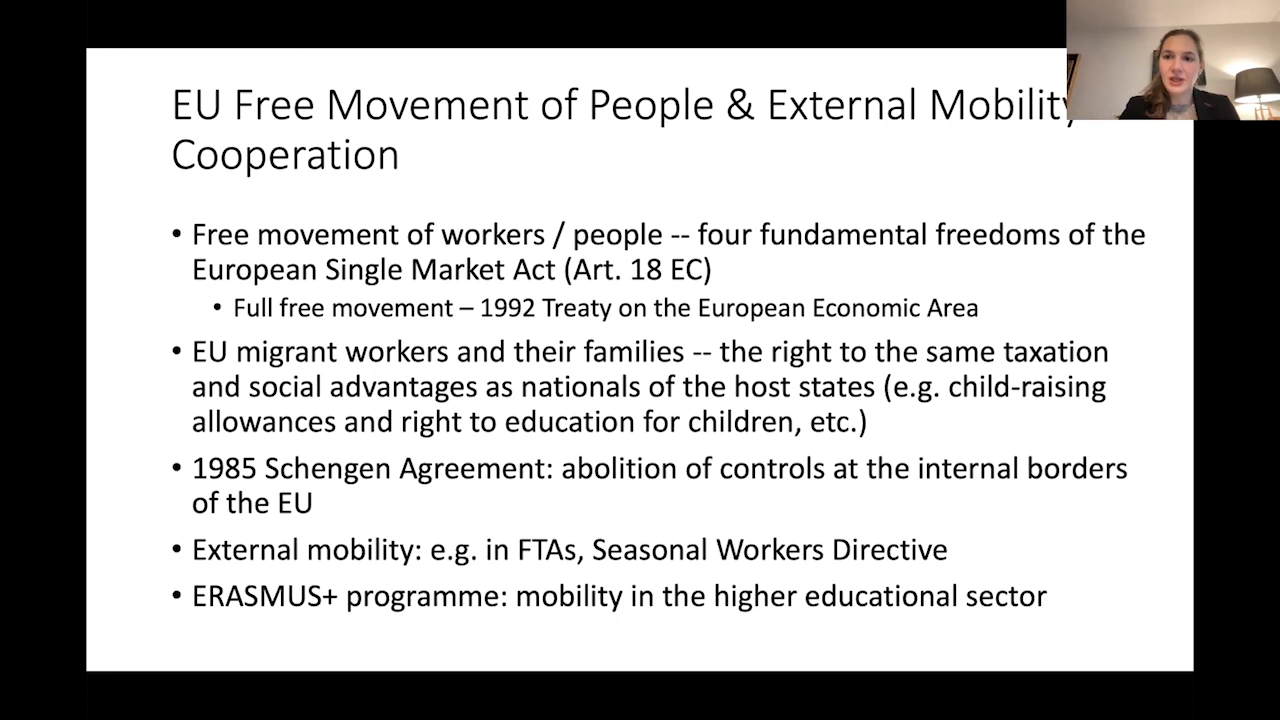 EU Free Movement of People & External Mobility
Cooperation
• Free movement of workers / people -- four fundamental freedoms of the
European Single Market Act (Art. 18 EC)
• Full free movement – 1992 Treaty on the European Economic Area
• EU migrant workers and their families -- the right to the same taxation
and social advantages as nationals of the host states (e.g. child-raising
allowances and right to education for children, etc.)
• 1985 Schengen Agreement: abolition of controls at the internal borders
of the EU
• External mobility: e.g. in FTAs, Seasonal Workers Directive
• ERASMUS+ programme: mobility in the higher educational sector